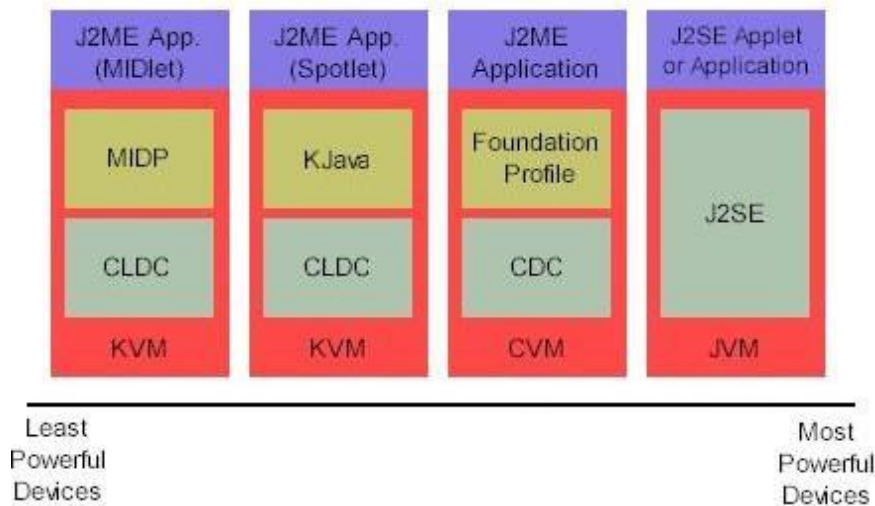 J2ME App.
(MIDlet)
MIDP
CLDC
KVM
J2ME App.
(Spotlet)
KJava
CLDC
KVM
J2ME
Application
Foundation
Profile
CDC
CVM
J2SE Applet
or Application
J2SE
JVM
Least
Powerful
Devices
Most
Powerful
Devices